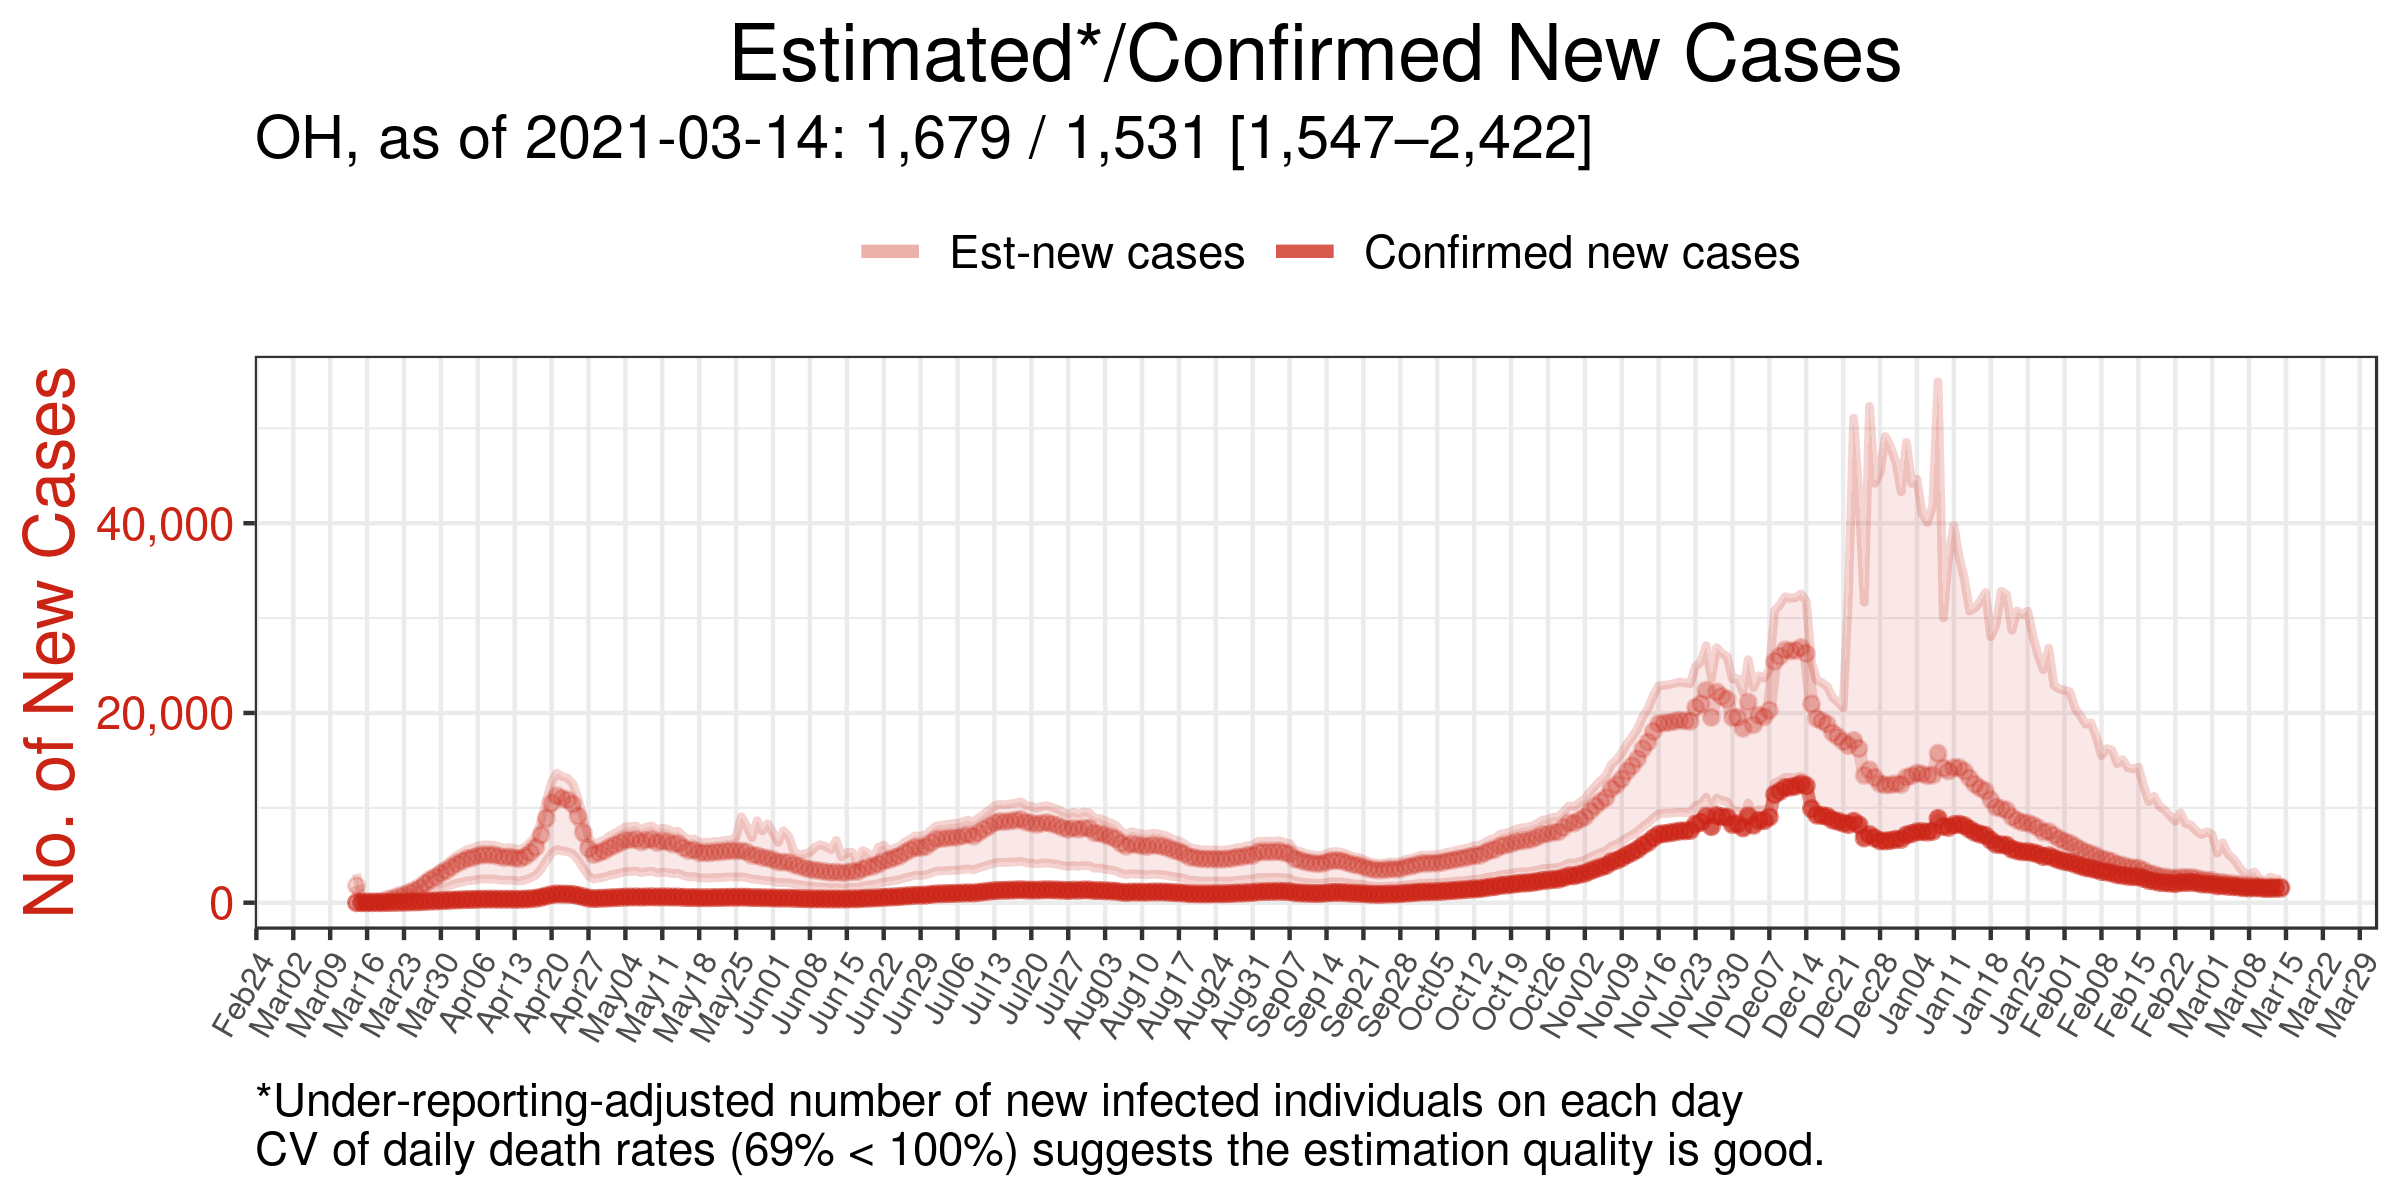 Estimated*/Confirmed New Cases
OH, as of 2021-03-14: 1,679 / 1,531 [1,547–2,422]
Est-new cases
Confirmed new cases
No. of New Cases
40,000
20,000
0
Feb24
Mar02
Mar09
Mar16
Mar23
Mar30
Apr06
Apr13
Apr20
Apr27
May04
May11
May18
May25
Jun01
Jun08
Jun15
Jun22
Jun29
Jul06
Jul13
Jul20
Jul27
Aug03
Aug10
Aug17
Aug24
Aug31
Sep07
Sep14
Sep21
Sep28
Oct05
Oct12
Oct19
Oct26
Nov02
Nov09
Nov16
Nov23
Nov30
Dec07
Dec14
Dec21
Dec28
Jan04
Jan11
Jan18
Jan25
Feb01
Feb08
Feb15
Feb22
Mar01
Mar08
Mar15
Mar22
Mar29
*Under-reporting-adjusted number of new infected individuals on each day
CV of daily death rates (69% < 100%) suggests the estimation quality is good.